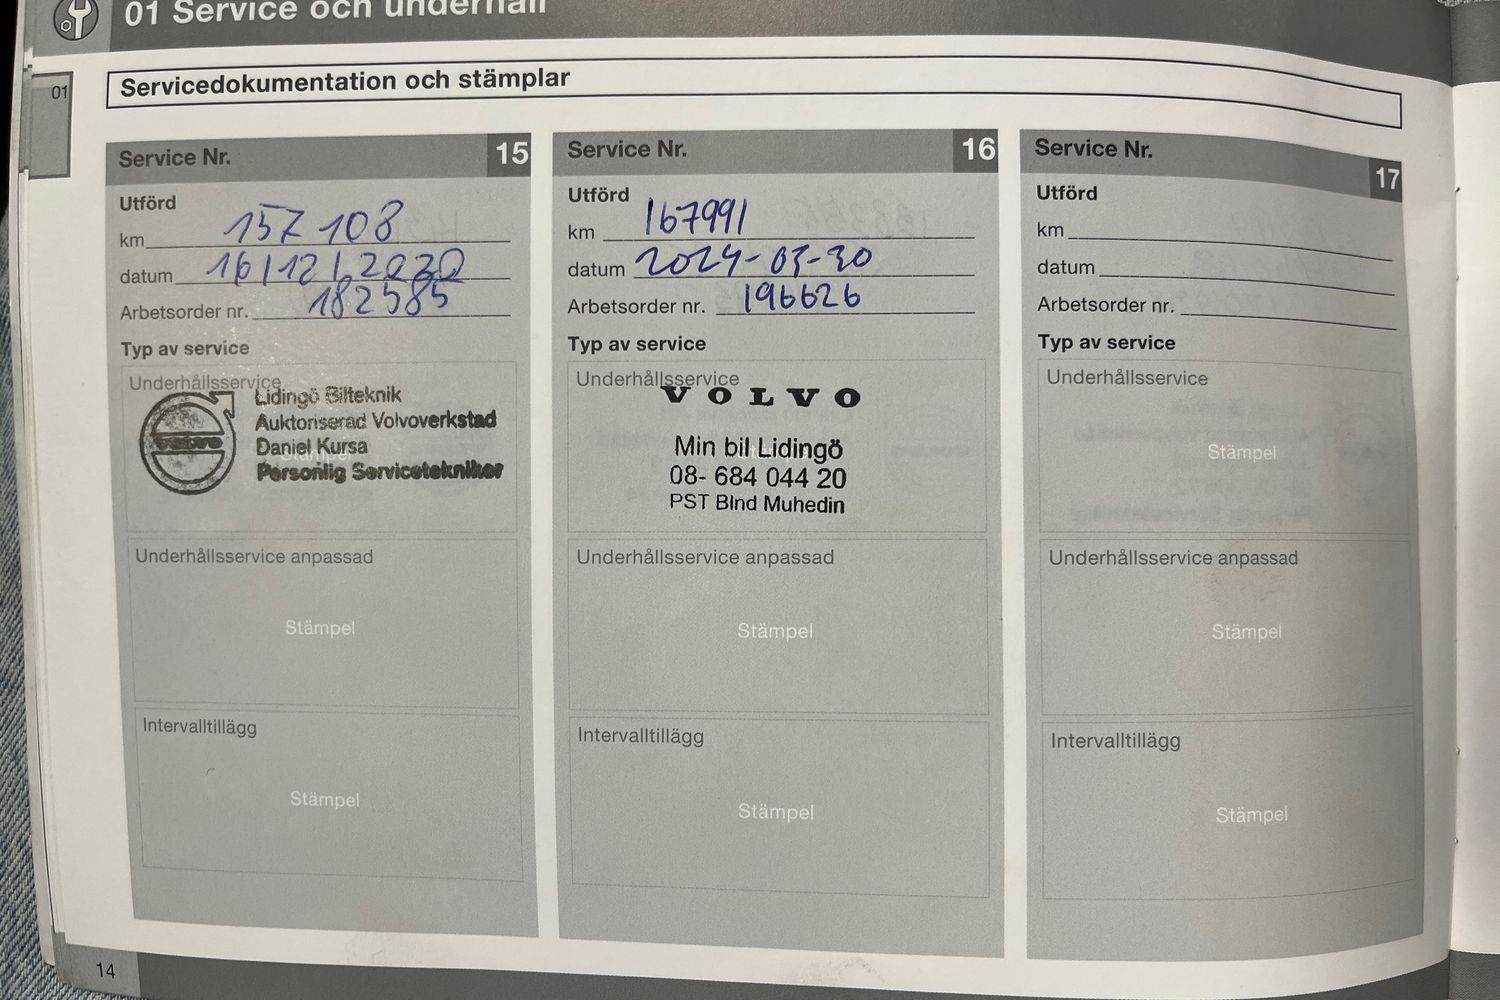 01 Service och underhåll
01
Servicedokumentation och stämplar
Service Nr. 15
Utförd
km 157 108
datum 16/12/2020
Arbetsorder nr. 182585
Typ av service
Underhållsservice
Lidingö Bilteknik
Auktoriserad Volvoverkstad
Daniel Kursa
Personlig Servicetekniker
Stämpel
Underhållsservice anpassad
Stämpel
Intervalltillägg
Stämpel
Service Nr. 16
Utförd
km 167991
datum 2024-05-30
Arbetsorder nr. 196626
Typ av service
Underhållsservice
VOLVO
Min bil Lidingö
08- 684 044 20
PST Blnd Muhedin
Underhållsservice anpassad
Stämpel
Intervalltillägg
Stämpel
Service Nr. 17
Utförd
km
datum
Arbetsorder nr.
Typ av service
Underhållsservice
Stämpel
Underhållsservice anpassad
Stämpel
Intervalltillägg
Stämpel
14